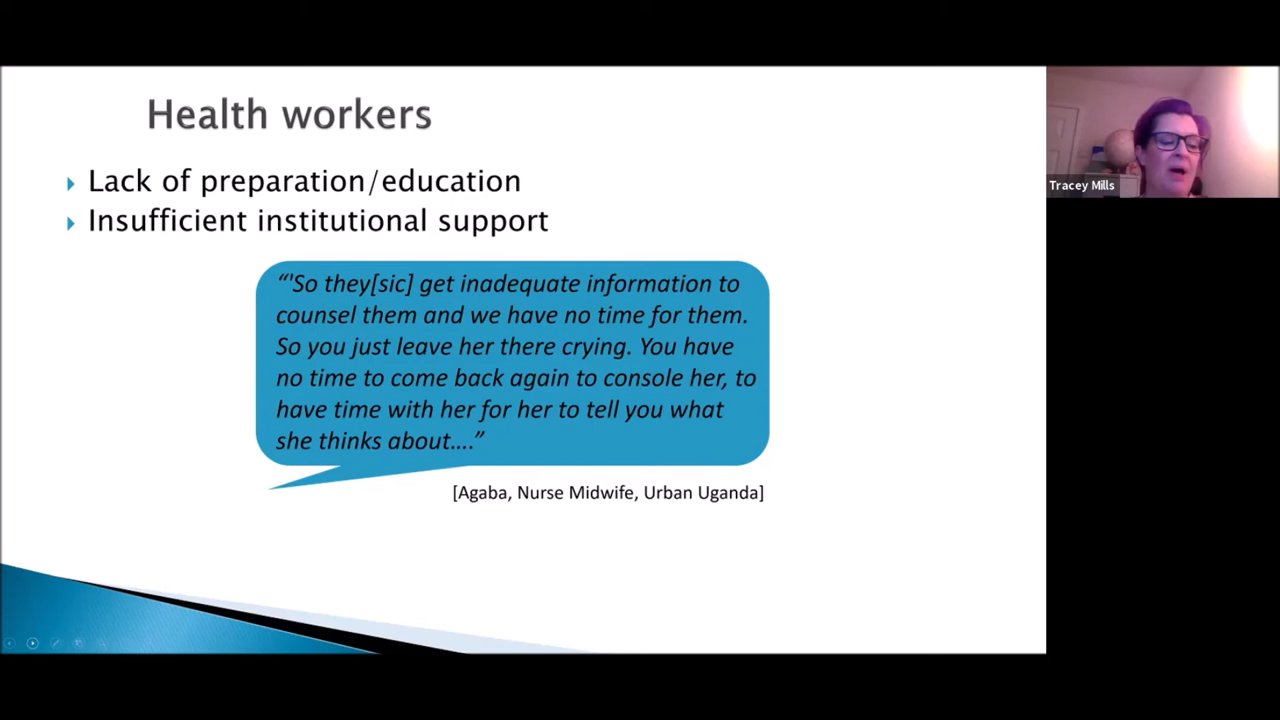 Health workers
Lack of preparation/education
Insufficient institutional support
“'So they[sic] get inadequate information to
counsel them and we have no time for them.
So you just leave her there crying. You have
no time to come back again to console her, to
have time with her for her to tell you what
she thinks about….”
[Agaba, Nurse Midwife, Urban Uganda]
Tracey Mills